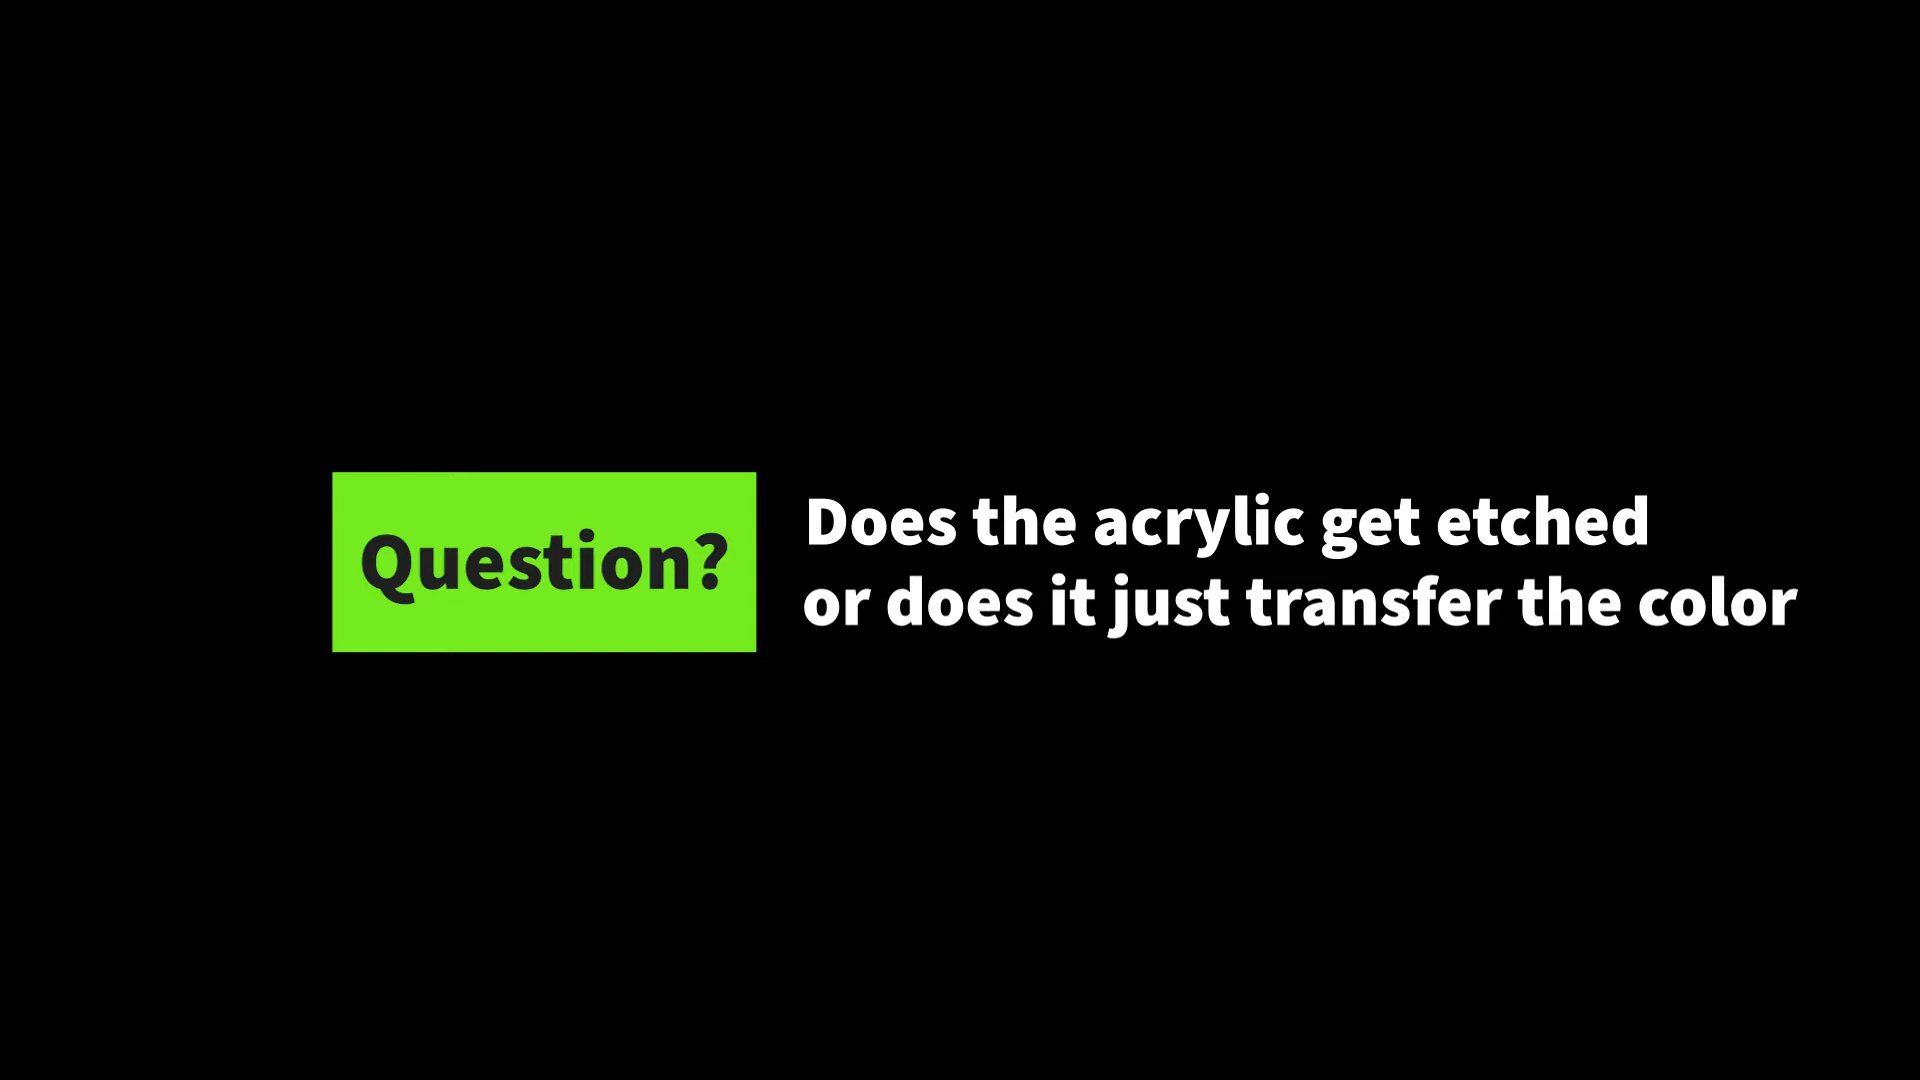 Question?
Does the acrylic get etched
or does it just transfer the color